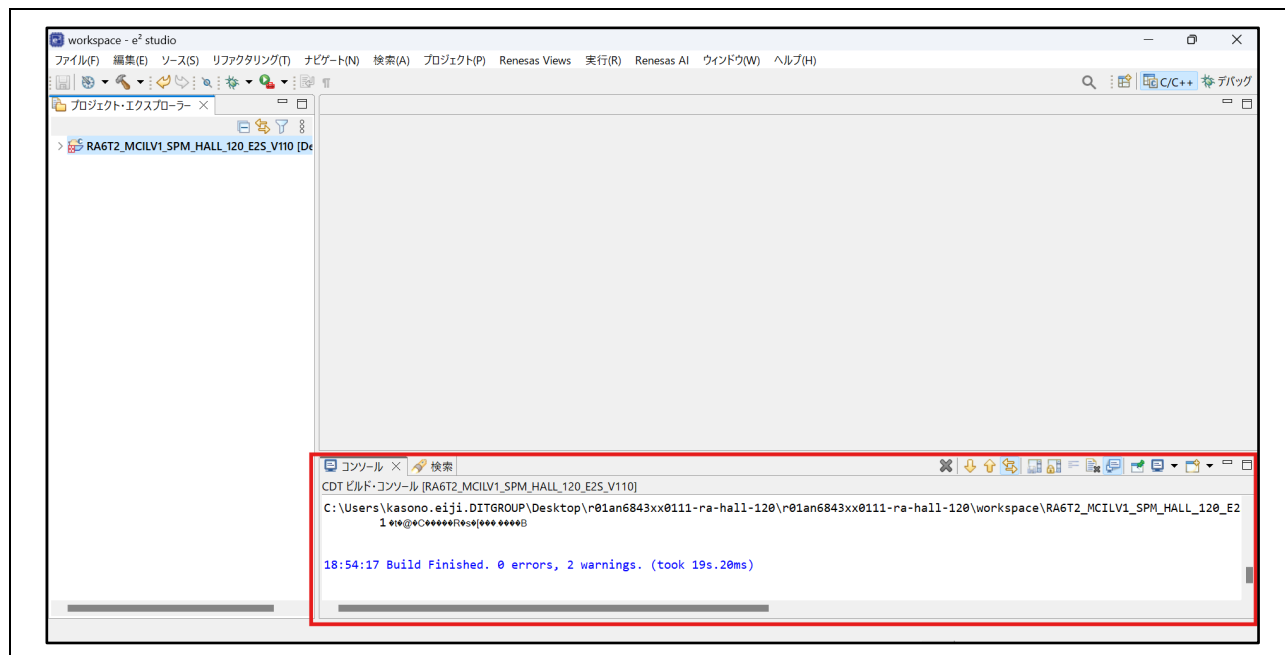 workspace - e² studio
ファイル(F) 編集(E) ソース(S) リファクタリング(T) ナビゲート(N) 検索(A) プロジェクト(P) Renesas Views 実行(R) Renesas AI ウィンドウ(W) ヘルプ(H)
C/C++ デバッグ
プロジェクト・エクスプローラー
RA6T2_MCILV1_SPM_HALL_120_E2S_V110 [De
コンソール 検索
CDT ビルド・コンソール [RA6T2_MCILV1_SPM_HALL_120_E2S_V110]
C:\Users\kasono.eiji.DITGROUP\Desktop\r01an6843xx0111-ra-hall-120\r01an6843xx0111-ra-hall-120\workspace\RA6T2_MCILV1_SPM_HALL_120_E2
1 �t�@�C�����R�s�[��� ����B
18:54:17 Build Finished. 0 errors, 2 warnings. (took 19s.20ms)